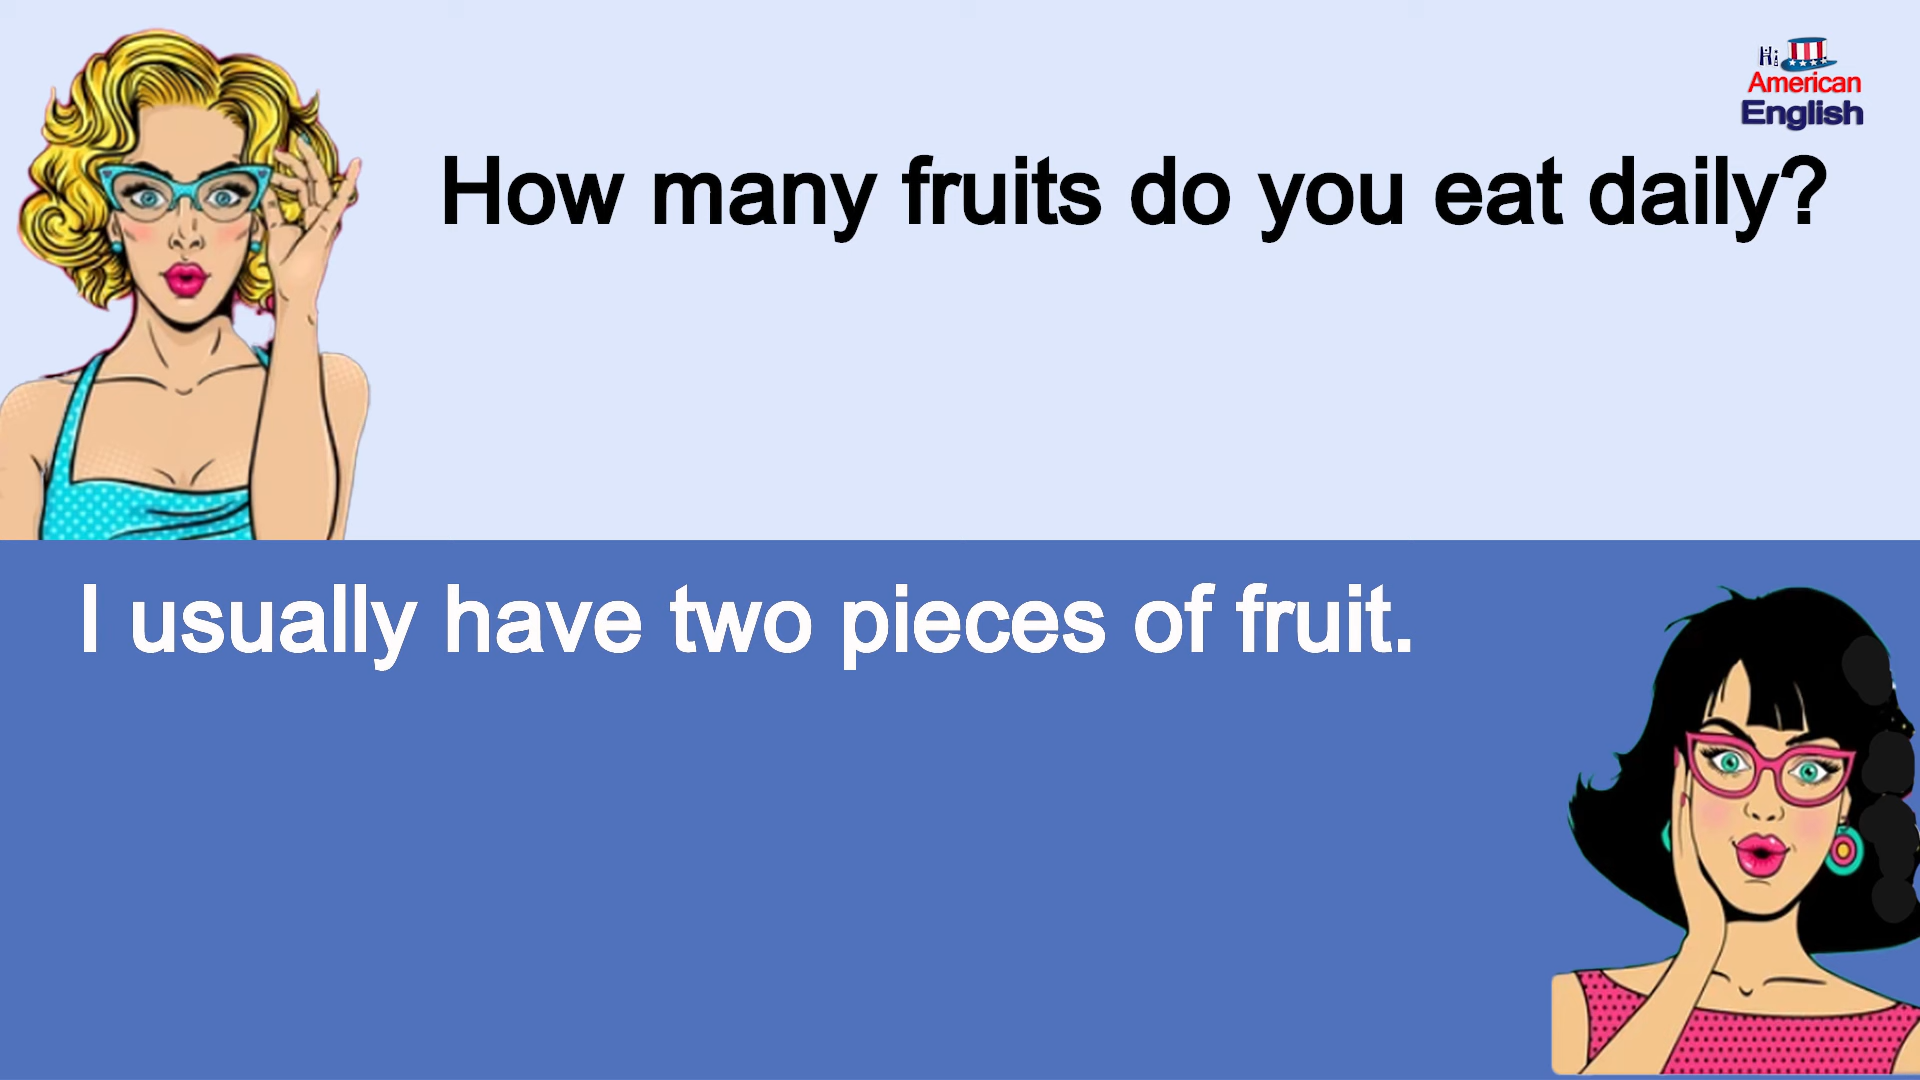 Hi
American
English
How many fruits do you eat daily?
I usually have two pieces of fruit.